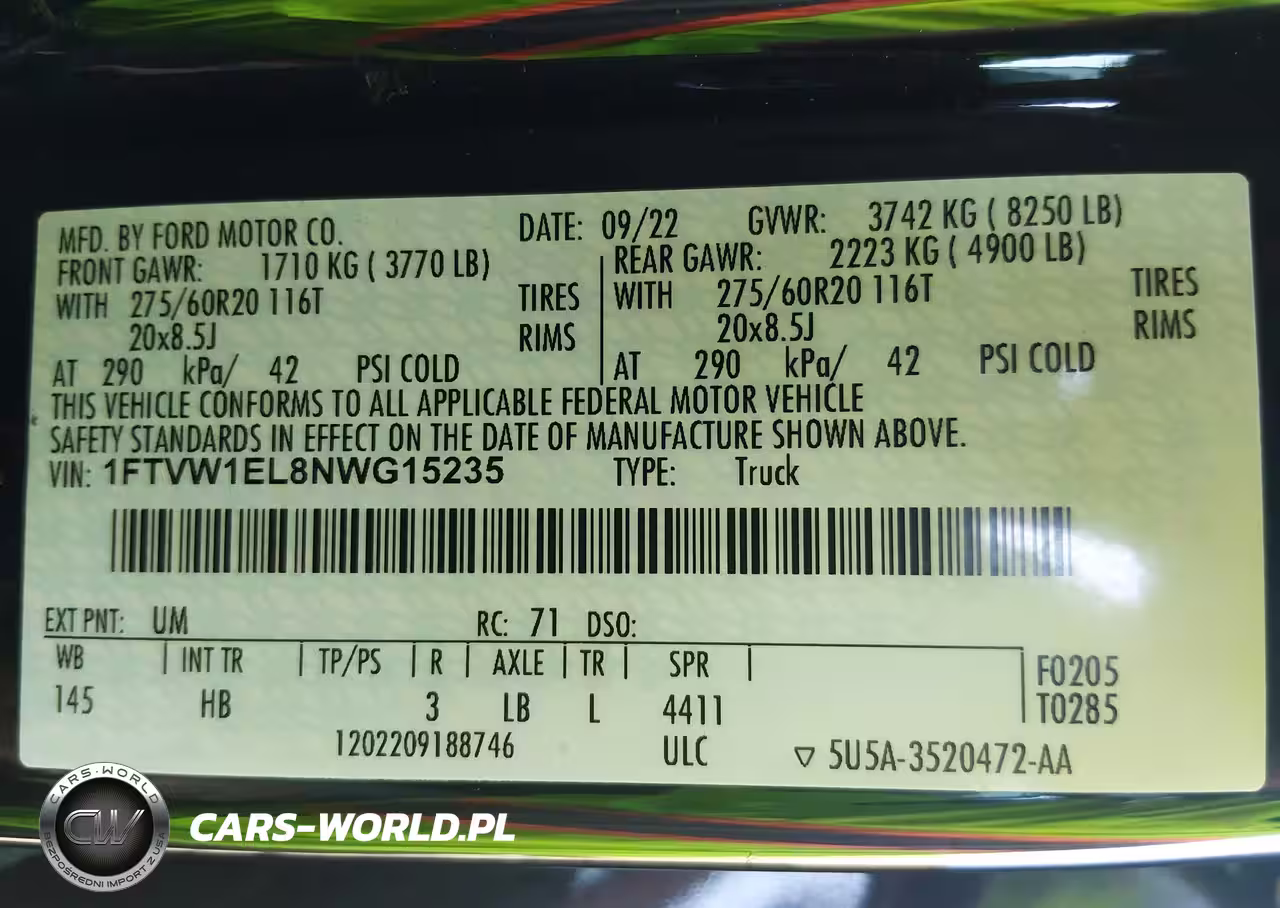 MFD. BY FORD MOTOR CO. DATE: 09/22 GVWR: 3742 KG ( 8250 LB)
FRONT GAWR: 1710 KG ( 3770 LB) REAR GAWR: 2223 KG ( 4900 LB)
WITH 275/60R20 116T TIRES WITH 275/60R20 116T TIRES
20x8.5J RIMS 20x8.5J RIMS
AT 290 kPa/ 42 PSI COLD AT 290 kPa/ 42 PSI COLD
THIS VEHICLE CONFORMS TO ALL APPLICABLE FEDERAL MOTOR VEHICLE
SAFETY STANDARDS IN EFFECT ON THE DATE OF MANUFACTURE SHOWN ABOVE.
VIN: 1FTVW1EL8NWG15235 TYPE: Truck
EXT PNT: UM RC: 71 DSO:
WB | INT TR | TP/PS | R | AXLE | TR | SPR | F0205
145 HB 3 LB L 4411 T0285
1202209188746 ULC ▽ 5U5A-3520472-AA
CARS-WORLD
CW
BEZPOŚREDNI IMPORT Z USA
CARS-WORLD.PL